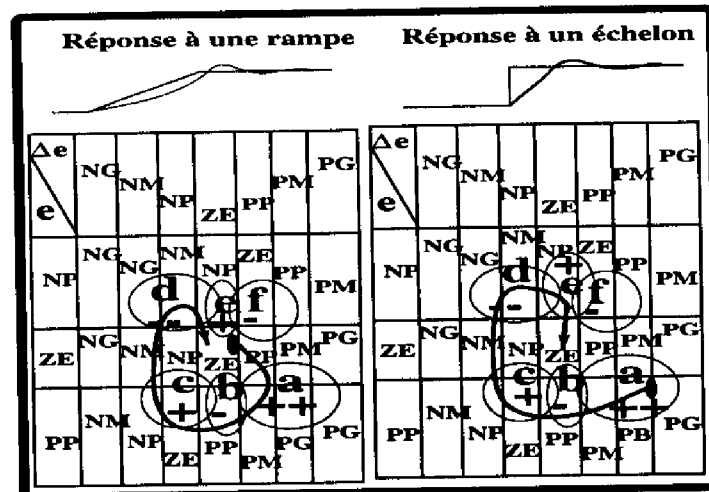 Réponse à une rampe
Δe NG NM NP ZE PP PM PG
e
NP NG NG NM NP ZE PP PM
d e f
-- + -
ZE NG NM NP ZE PP PM PG
c b a
+ - ++
PP NM NP ZE PP PM PG PG
Réponse à un échelon
Δe NG NM NP ZE PP PM PG
e
NP NG NG NM NP ZE PP PM
d e f
-- + -
ZE NG NM NP ZE PP PM PG
c b a
+ - ++
PP NM NP ZE PP PM PB PG